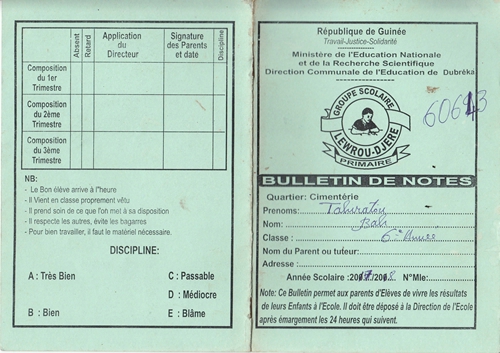 Absent
Retard
Application du Directeur
Signature des Parents et date
Discipline
Composition du 1er Trimestre
Composition du 2ème Trimestre
Composition du 3ème Trimestre
NB:
- Le Bon élève arrive à l'heure
- Il Vient en classe proprement vêtu
- Il prend soin de ce que l'on met à sa disposition
- Il respecte les autres, évite les bagarres
- Pour bien travailler, il faut le matériel nécessaire.
DISCIPLINE:
A : Très Bien
C : Passable
D : Médiocre
B : Bien
E : Blâme
République de Guinée
Travail-Justice-Solidarité
Ministère de l'Education Nationale
et de la Recherche Scientifique
Direction Communale de l'Education de Dubréka
GROUPE SCOLAIRE
LEWROU-DJERE
PRIMAIRE
BULLETIN DE NOTES
Quartier: Cimentérie
Prenoms:
Nom: Bah
Classe : 6e Année
Nom du Parent ou tuteur:
Adresse :
Année Scolaire :2017/2018 N°Mle:
Note: Ce Bulletin permet aux parents d'Elèves de vivre les résultats
de leurs Enfants à l'Ecole. Il doit être déposé à la Direction de l'Ecole
après émargement les 24 heures qui suivent.